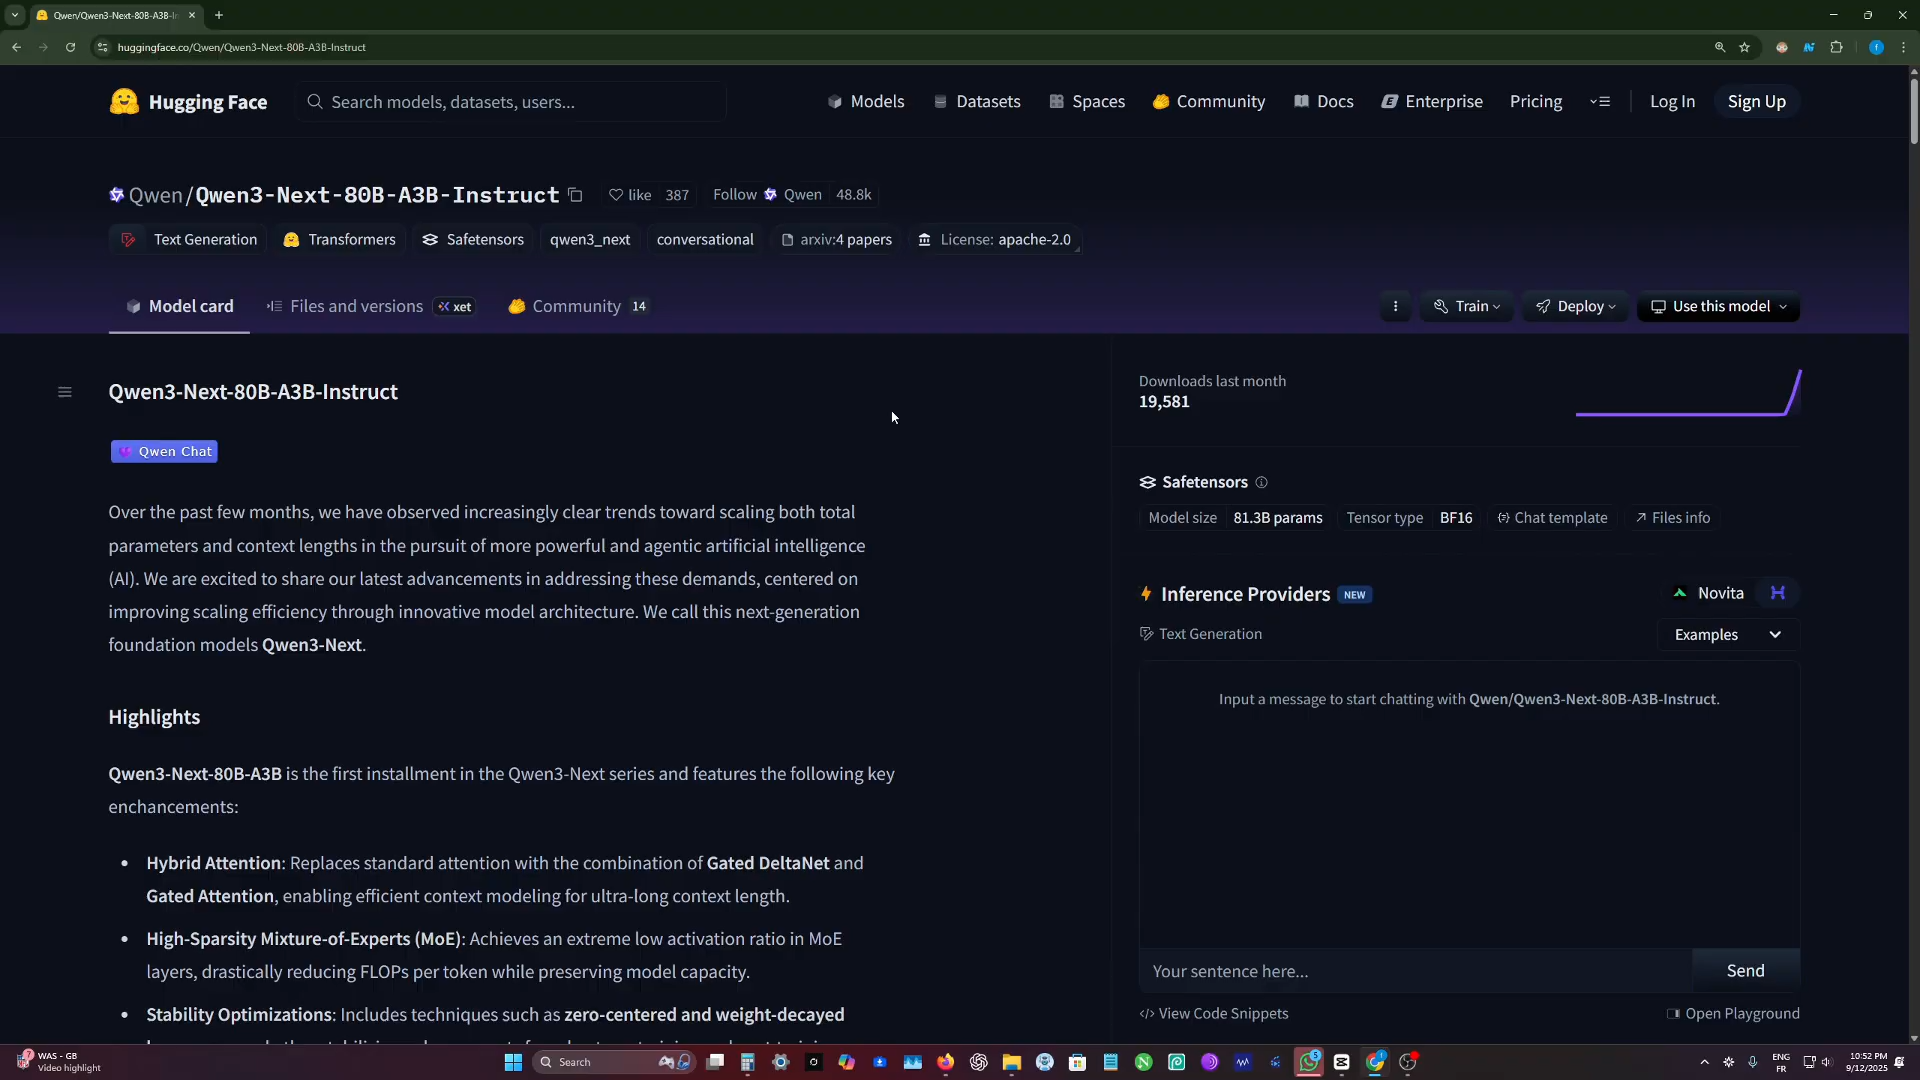 Qwen/Qwen3-Next-80B-A3B-In
huggingface.co/Qwen/Qwen3-Next-80B-A3B-Instruct
Hugging Face
Search models, datasets, users...
Models
Datasets
Spaces
Community
Docs
Enterprise
Pricing
Log In
Sign Up
Qwen/Qwen3-Next-80B-A3B-Instruct
like 387
Follow Qwen 48.8k
Text Generation
Transformers
Safetensors
qwen3_next
conversational
arxiv:4 papers
License: apache-2.0
Model card
Files and versions xet
Community 14
Train
Deploy
Use this model
Qwen3-Next-80B-A3B-Instruct
Qwen Chat
Over the past few months, we have observed increasingly clear trends toward scaling both total
parameters and context lengths in the pursuit of more powerful and agentic artificial intelligence
(AI). We are excited to share our latest advancements in addressing these demands, centered on
improving scaling efficiency through innovative model architecture. We call this next-generation
foundation models Qwen3-Next.
Highlights
Qwen3-Next-80B-A3B is the first installment in the Qwen3-Next series and features the following key
enchancements:
• Hybrid Attention: Replaces standard attention with the combination of Gated DeltaNet and
Gated Attention, enabling efficient context modeling for ultra-long context length.
• High-Sparsity Mixture-of-Experts (MoE): Achieves an extreme low activation ratio in MoE
layers, drastically reducing FLOPs per token while preserving model capacity.
• Stability Optimizations: Includes techniques such as zero-centered and weight-decayed
Downloads last month
19,581
Safetensors
Model size 81.3B params
Tensor type BF16
Chat template
Files info
Inference Providers NEW
Novita
Text Generation
Examples
Input a message to start chatting with Qwen/Qwen3-Next-80B-A3B-Instruct.
Your sentence here...
Send
View Code Snippets
Open Playground
WAS - GB
Video highlight
Search
ENG
FR
10:52 PM
9/12/2025